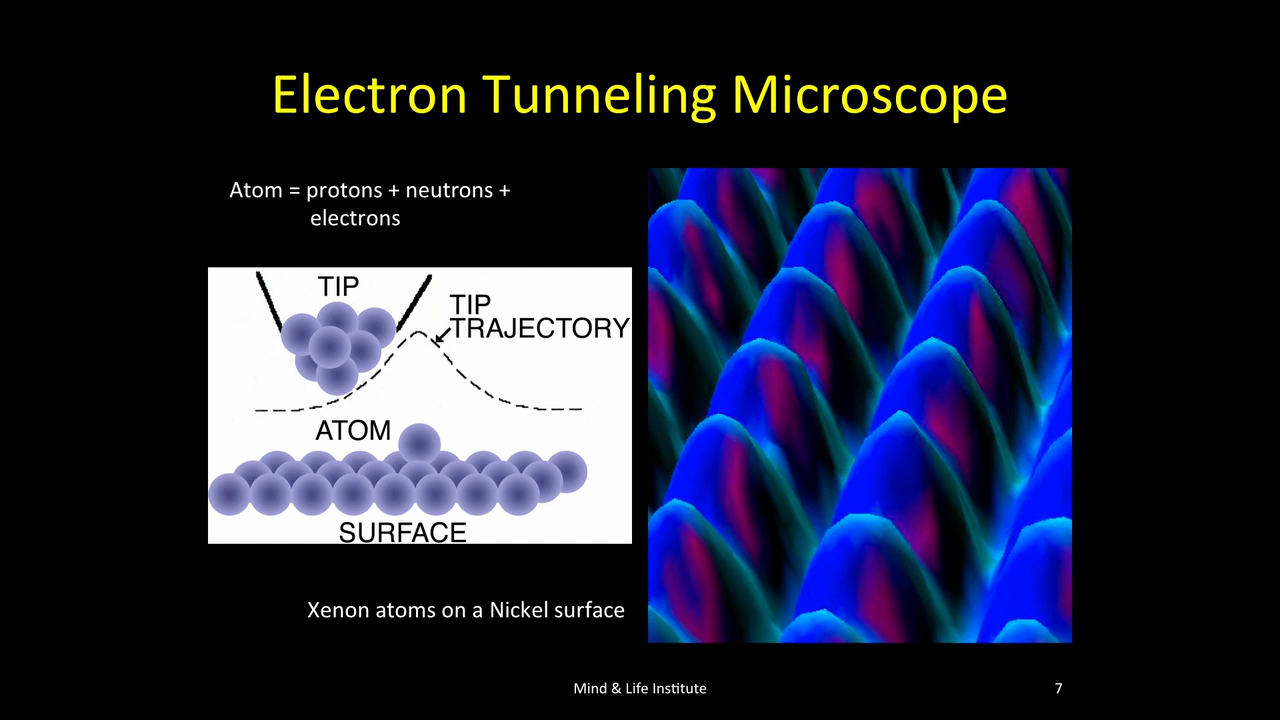 Electron Tunneling Microscope
Atom = protons + neutrons +
electrons
TIP
TIP
TRAJECTORY
ATOM
SURFACE
Xenon atoms on a Nickel surface
Mind & Life Institute
7